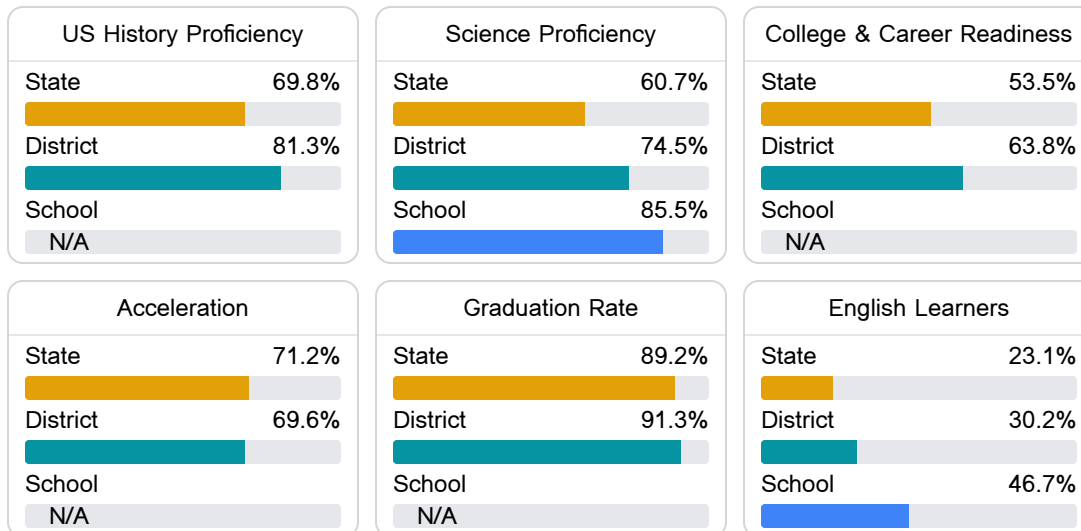 US History Proficiency
State 69.8%
District 81.3%
School
N/A
Science Proficiency
State 60.7%
District 74.5%
School 85.5%
College & Career Readiness
State 53.5%
District 63.8%
School
N/A
Acceleration
State 71.2%
District 69.6%
School
N/A
Graduation Rate
State 89.2%
District 91.3%
School
N/A
English Learners
State 23.1%
District 30.2%
School 46.7%